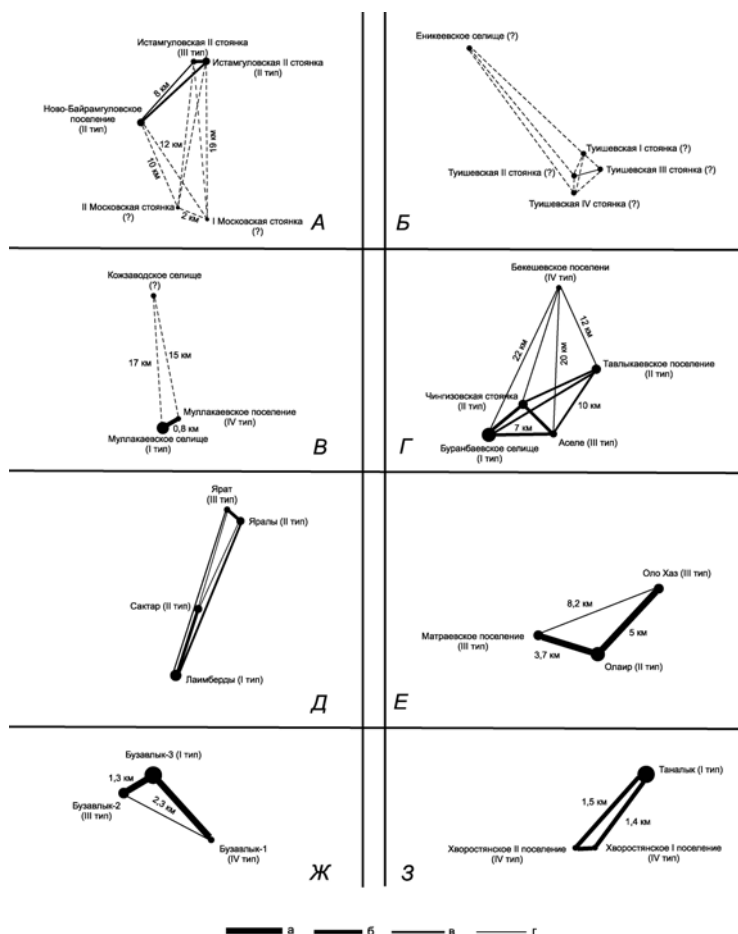 Истамгуловская II стоянка
(III тип)
Истамгуловская II стоянка
(II тип)
8 км
Ново-Байрамгуловское
поселение
(II тип)
12 км
19 км
10 км
II Московская стоянка
(?)
2 км
I Московская стоянка
(?)
А
Еникеевское селище (?)
Туишевская I стоянка (?)
Туишевская II стоянка (?)
Туишевская III стоянка (?)
Туишевская IV стоянка (?)
Б
Кожзаводское селище
(?)
17 км
15 км
Муллакаевское поселение
(IV тип)
0,8 км
Муллакаевское селище
(I тип)
В
Бекешевское поселени
(IV тип)
12 км
22 км
20 км
Тавлыкаевское поселение
(II тип)
Чингизовская стоянка
(II тип)
10 км
7 км
Буранбаевское селище
(I тип)
Аселе (III тип)
Г
Ярат
(III тип)
Яралы (II тип)
Сактар (II тип)
Лаимберды (I тип)
Д
Оло Хаз (III тип)
8,2 км
Матраевское поселение
(III тип)
5 км
3,7 км
Олаир (II тип)
Е
Бузавлык-3 (I тип)
1,3 км
Бузавлык-2
(III тип)
2,3 км
Бузавлык-1
(IV тип)
Ж
Таналык (I тип)
1,5 км
1,4 км
Хворостянское II поселение
(IV тип)
Хворостянское I поселение
(IV тип)
З
а
б
в
г